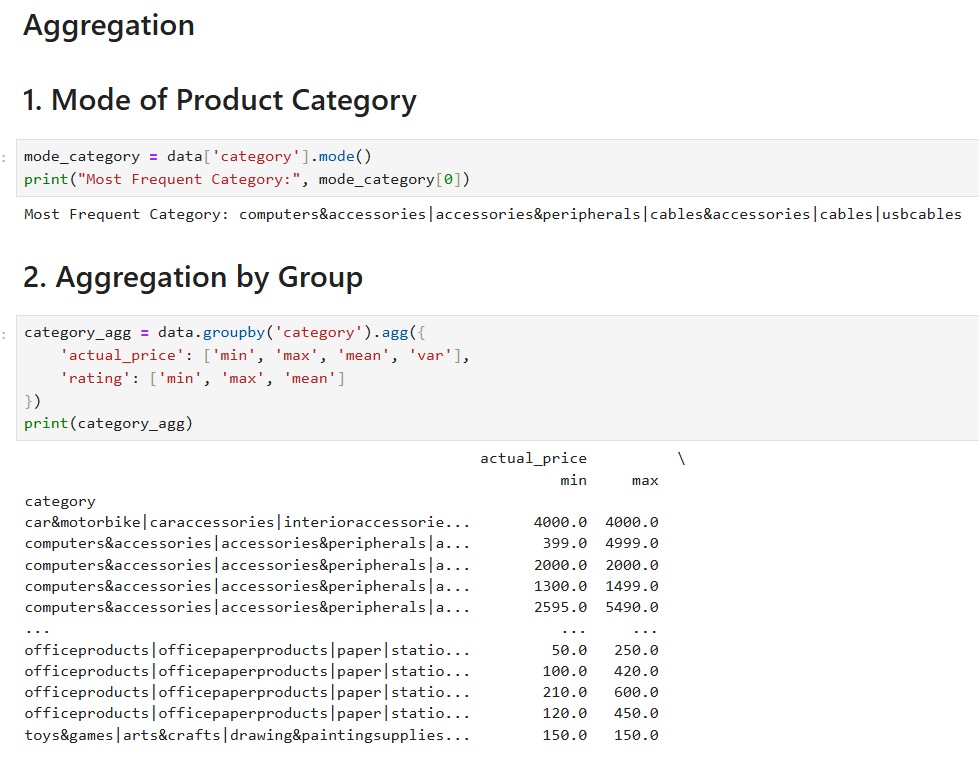 Aggregation
1. Mode of Product Category
: mode_category = data['category'].mode()
print("Most Frequent Category:", mode_category[0])
Most Frequent Category: computers&accessories|accessories&peripherals|cables&accessories|cables|usbcables
2. Aggregation by Group
: category_agg = data.groupby('category').agg({
'actual_price': ['min', 'max', 'mean', 'var'],
'rating': ['min', 'max', 'mean']
})
print(category_agg)
actual_price \
min max
category
car&motorbike|caraccessories|interioraccessorie... 4000.0 4000.0
computers&accessories|accessories&peripherals|a... 399.0 4999.0
computers&accessories|accessories&peripherals|a... 2000.0 2000.0
computers&accessories|accessories&peripherals|a... 1300.0 1499.0
computers&accessories|accessories&peripherals|a... 2595.0 5490.0
... ... ...
officeproducts|officepaperproducts|paper|statio... 50.0 250.0
officeproducts|officepaperproducts|paper|statio... 100.0 420.0
officeproducts|officepaperproducts|paper|statio... 210.0 600.0
officeproducts|officepaperproducts|paper|statio... 120.0 450.0
toys&games|arts&crafts|drawing&paintingsupplies... 150.0 150.0